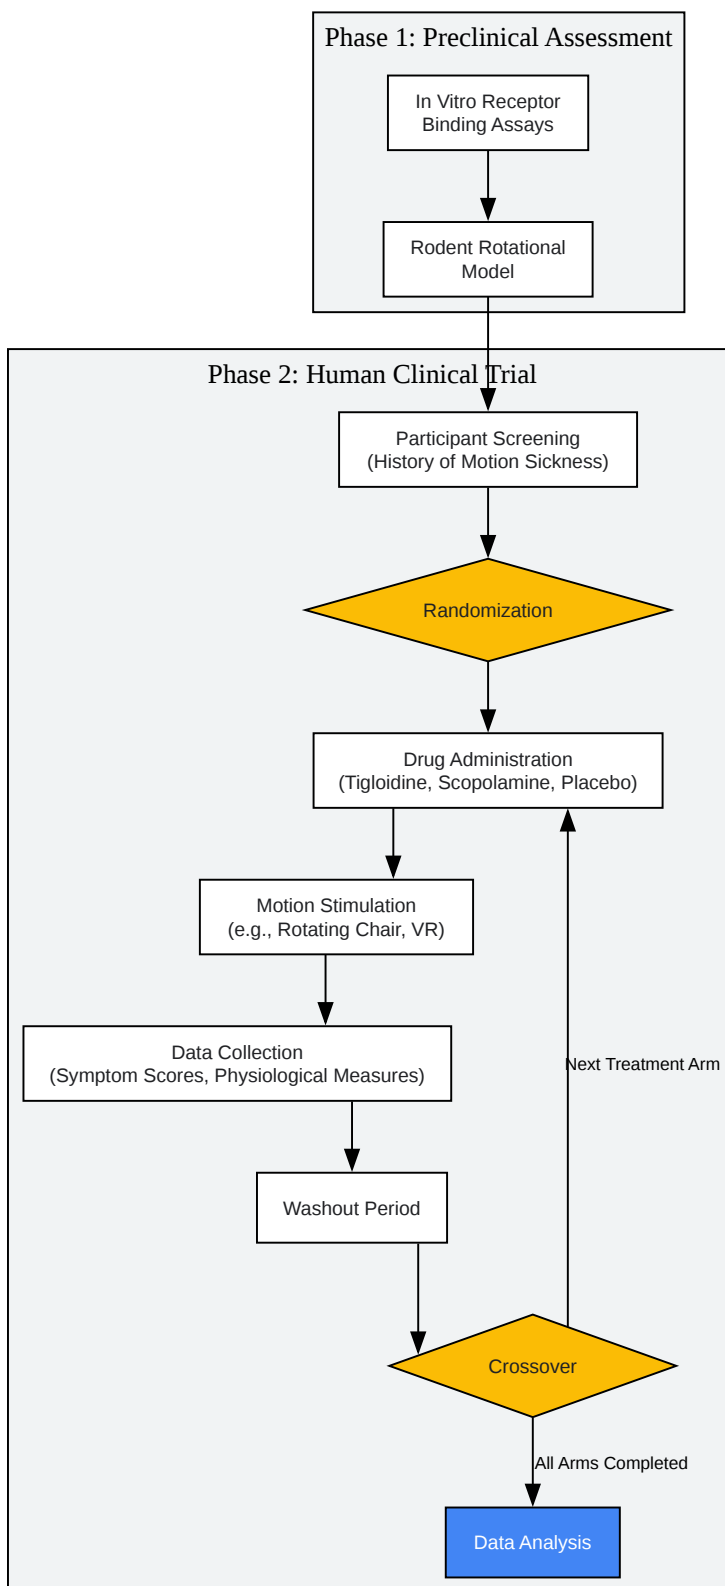 Phase 1: Preclinical Assessment
In Vitro Receptor
Binding Assays
Rodent Rotational
Model
Phase 2: Human Clinical Trial
Participant Screening
(History of Motion Sickness)
Randomization
Drug Administration
(Tigloidine, Scopolamine, Placebo)
Motion Stimulation
(e.g., Rotating Chair, VR)
Data Collection
(Symptom Scores, Physiological Measures)
Next Treatment Arm
Washout Period
Crossover
All Arms Completed
Data Analysis